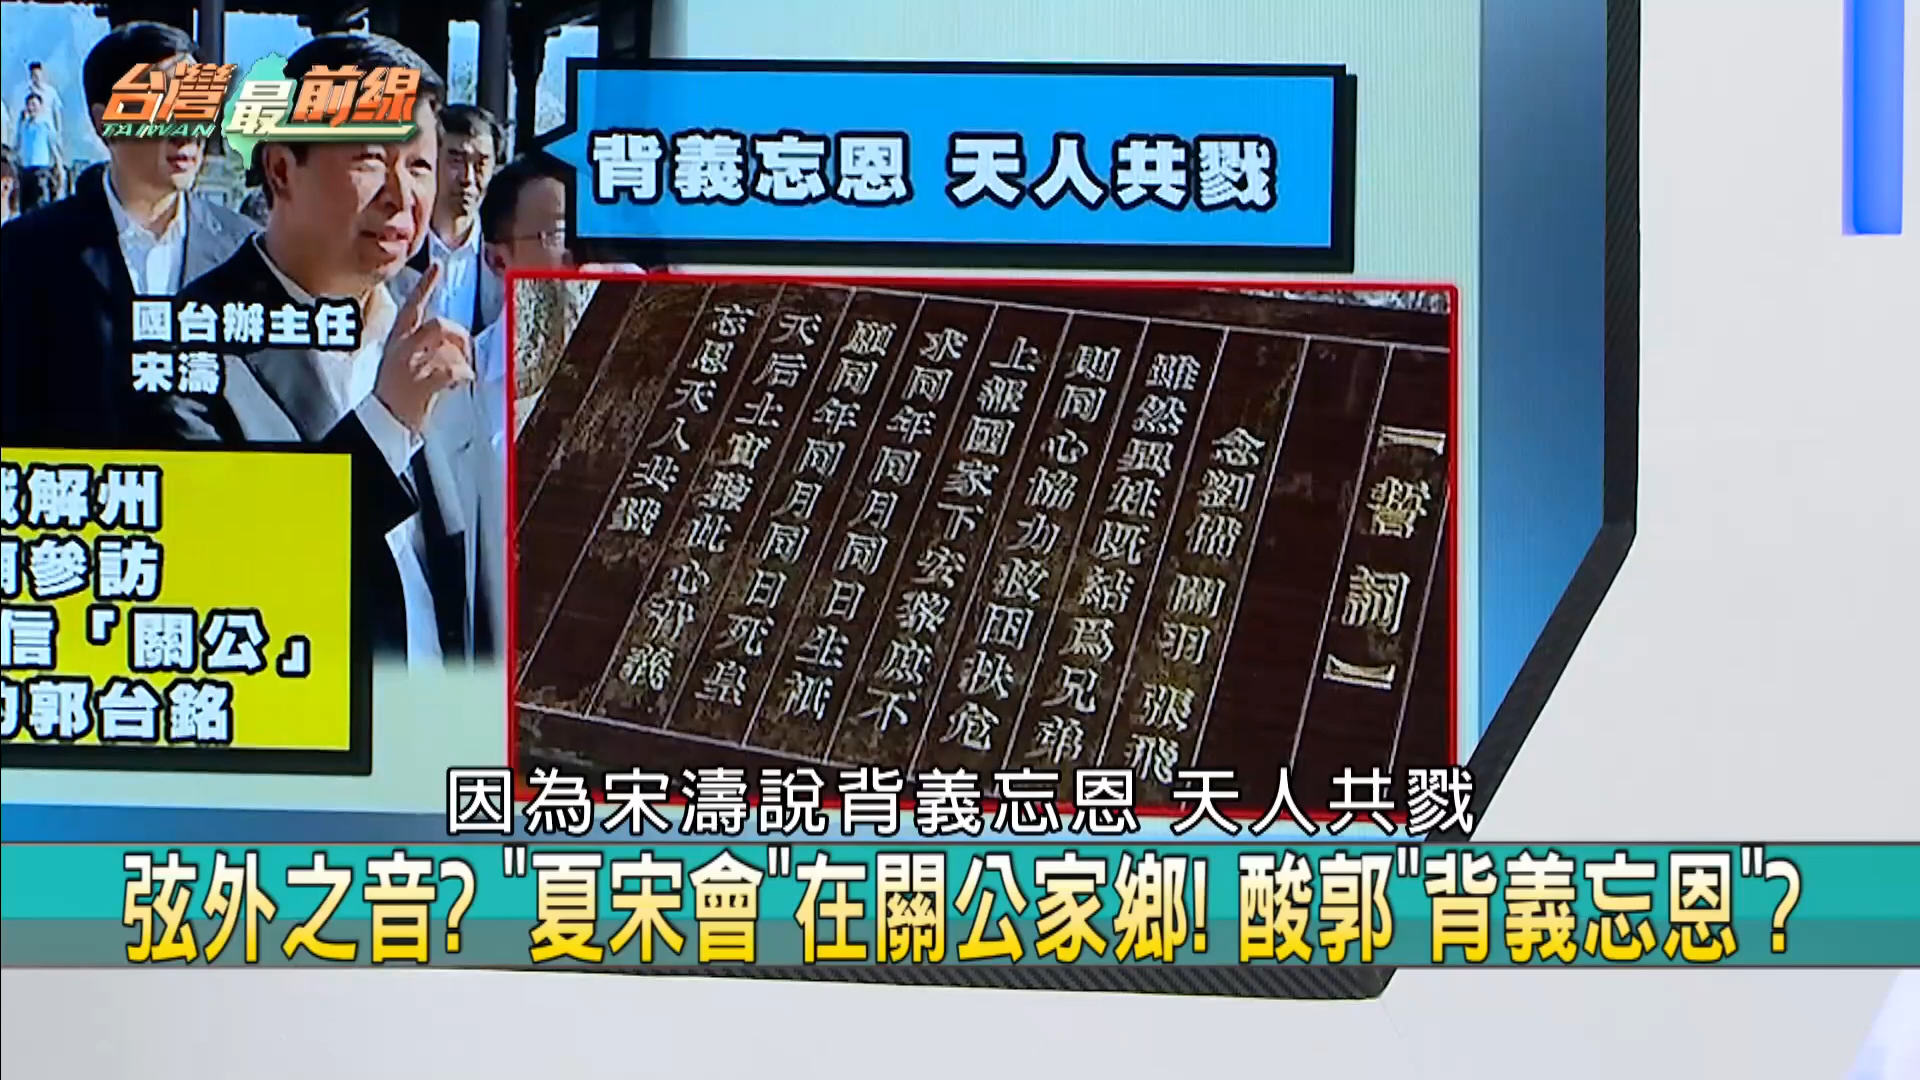 台灣最前線
TAIWAN
背義忘恩 天人共戮
國台辦主任
宋濤
解州
參訪
信「關公」
郭台銘
【誓詞】
念劉備 關羽 張飛
雖然異姓既結爲兄弟
則同心協力救困扶危
上報國家下安黎庶不
求同年同月同日生祇
願同年同月同日死皇
天后土實鑒此心背義
忘恩天人共戮
因為宋濤說背義忘恩 天人共戮
弦外之音?"夏宋會"在關公家鄉! 酸郭"背義忘恩"?